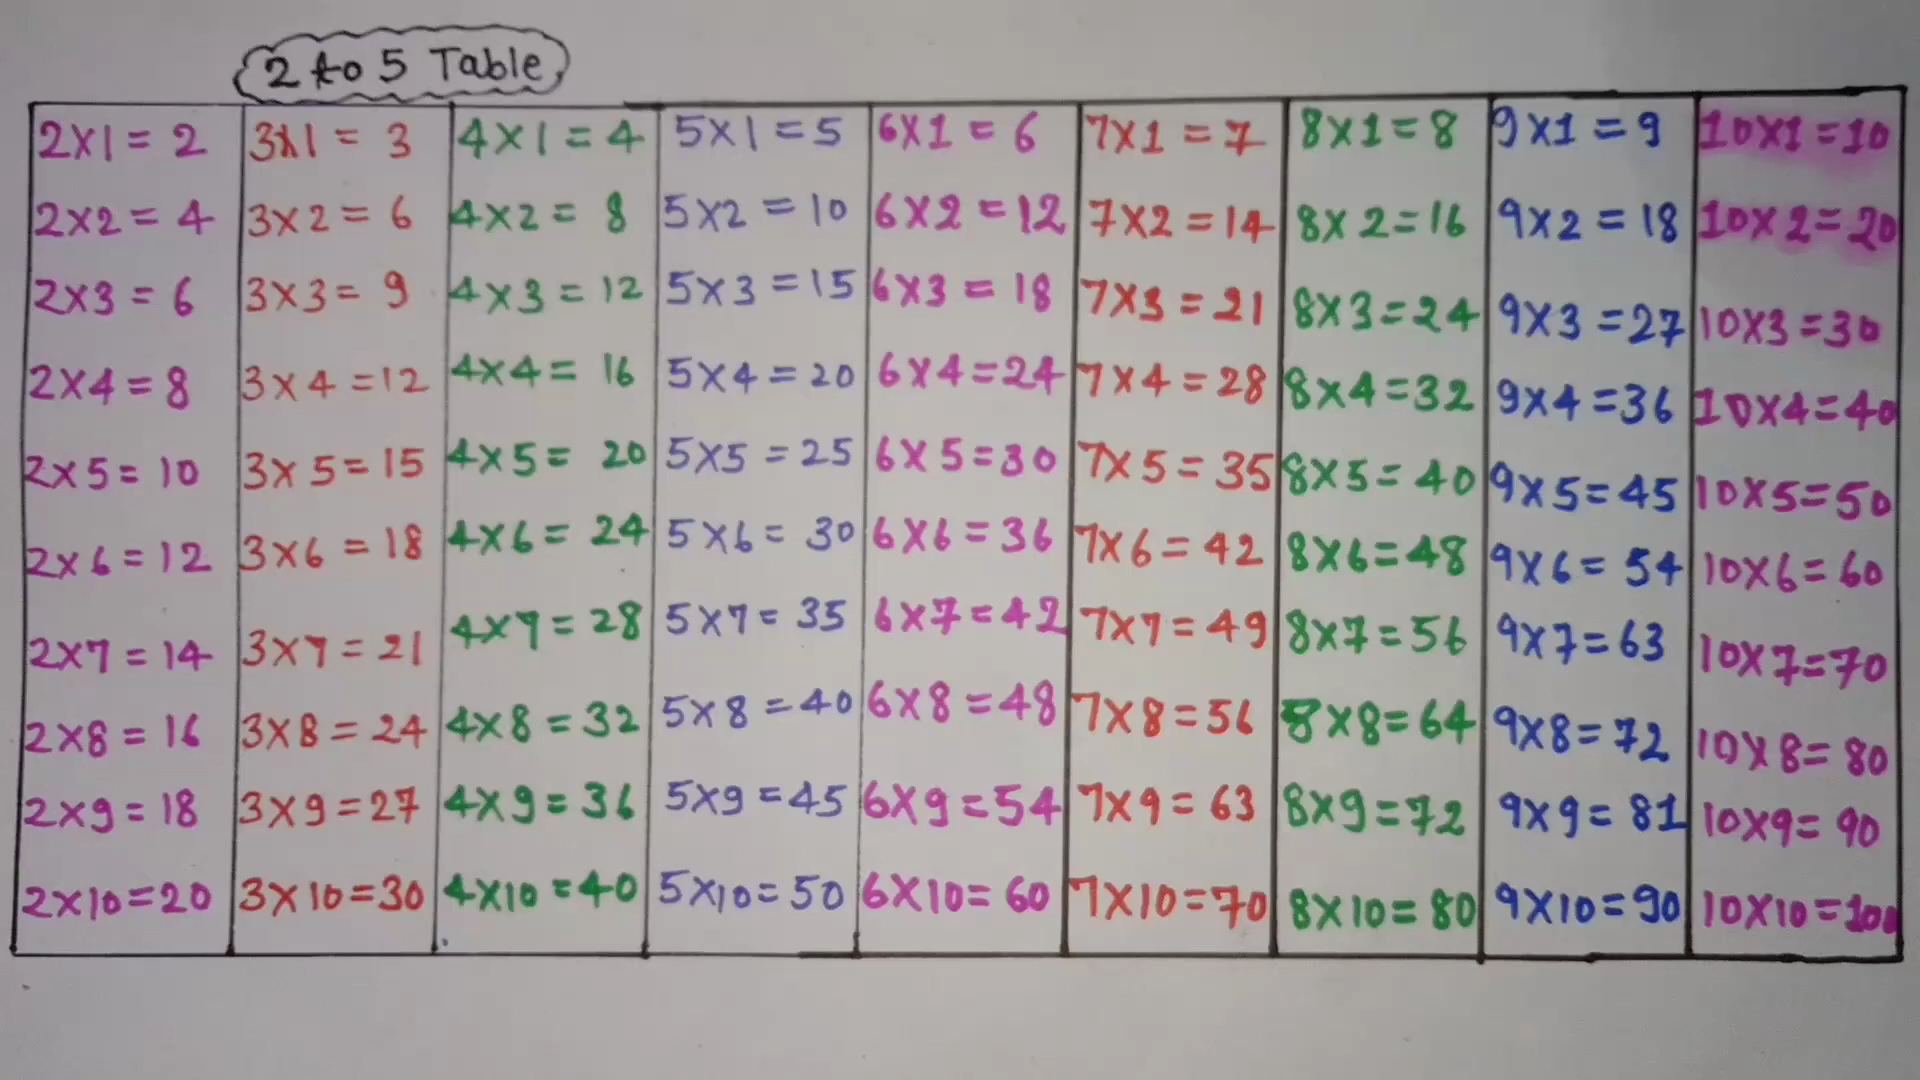 2 to 5 Table
2x1 = 2 3x1 = 3 4x1 = 4 5x1 = 5 6x1 = 6 7x1 = 7 8x1 = 8 9x1 = 9 10x1 = 10
2x2 = 4 3x2 = 6 4x2 = 8 5x2 = 10 6x2 = 12 7x2 = 14 8x2 = 16 9x2 = 18 10x2 = 20
2x3 = 6 3x3 = 9 4x3 = 12 5x3 = 15 6x3 = 18 7x3 = 21 8x3 = 24 9x3 = 27 10x3 = 30
2x4 = 8 3x4 = 12 4x4 = 16 5x4 = 20 6x4 = 24 7x4 = 28 8x4 = 32 9x4 = 36 10x4 = 40
2x5 = 10 3x5 = 15 4x5 = 20 5x5 = 25 6x5 = 30 7x5 = 35 8x5 = 40 9x5 = 45 10x5 = 50
2x6 = 12 3x6 = 18 4x6 = 24 5x6 = 30 6x6 = 36 7x6 = 42 8x6 = 48 9x6 = 54 10x6 = 60
2x7 = 14 3x7 = 21 4x7 = 28 5x7 = 35 6x7 = 42 7x7 = 49 8x7 = 56 9x7 = 63 10x7 = 70
2x8 = 16 3x8 = 24 4x8 = 32 5x8 = 40 6x8 = 48 7x8 = 56 8x8 = 64 9x8 = 72 10x8 = 80
2x9 = 18 3x9 = 27 4x9 = 36 5x9 = 45 6x9 = 54 7x9 = 63 8x9 = 72 9x9 = 81 10x9 = 90
2x10 = 20 3x10 = 30 4x10 = 40 5x10 = 50 6x10 = 60 7x10 = 70 8x10 = 80 9x10 = 90 10x10 = 100